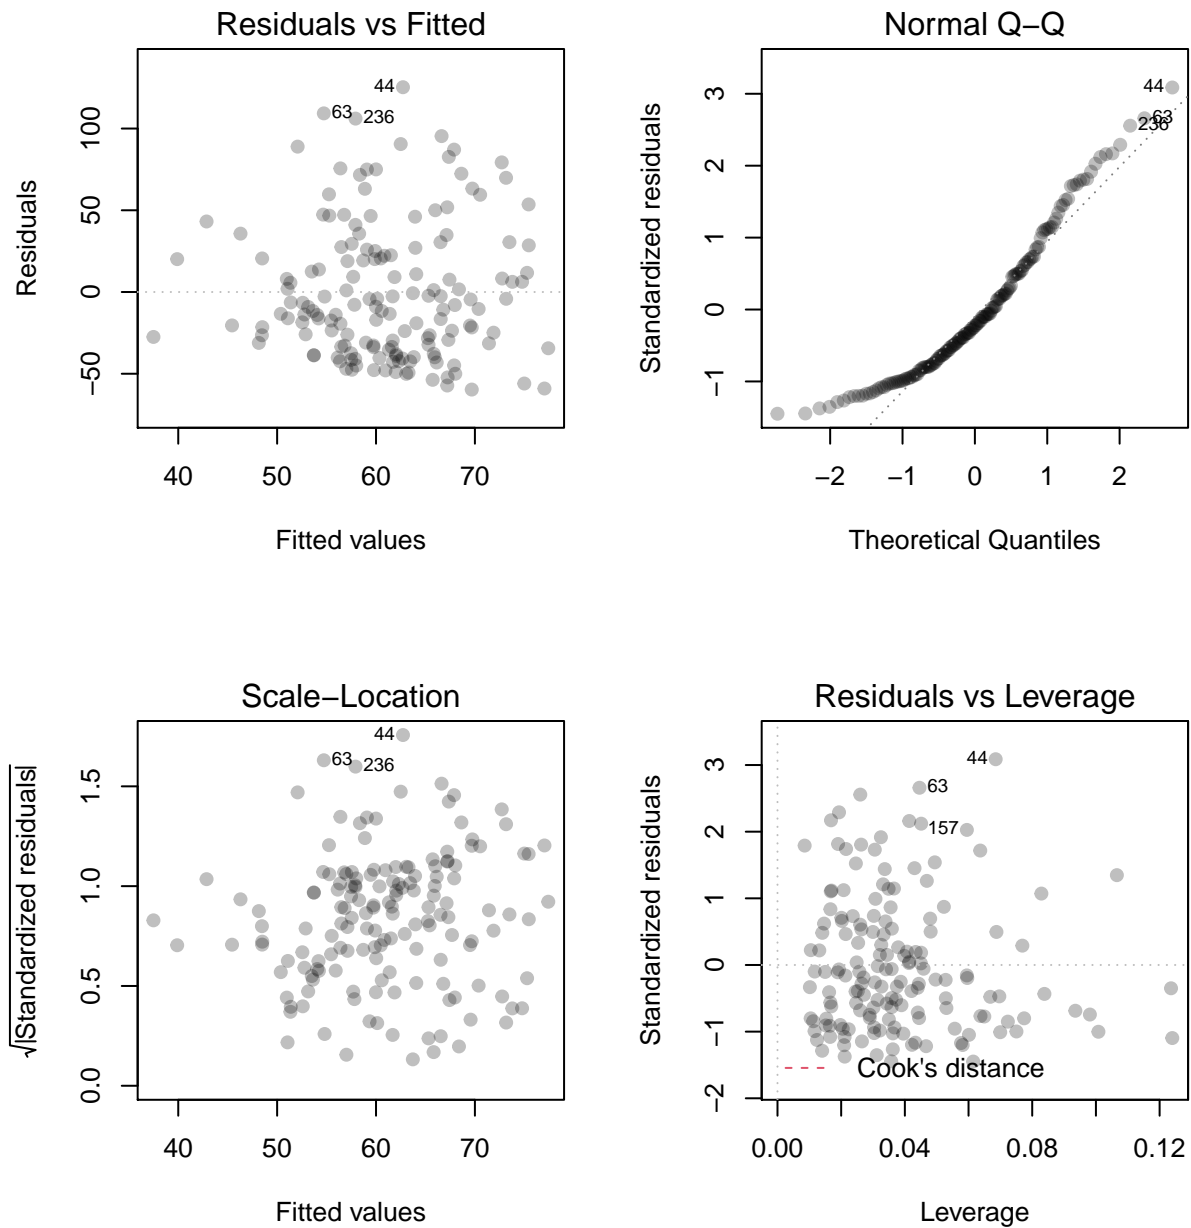 Residuals vs Fitted
44
63
236
100
50
0
−50
Residuals
40 50 60 70
Fitted values
Normal Q−Q
44
63
236
3
2
1
0
−1
Standardized residuals
−2 −1 0 1 2
Theoretical Quantiles
Scale−Location
44
63
236
1.5
1.0
0.5
0.0
√|Standardized residuals|
40 50 60 70
Fitted values
Residuals vs Leverage
44
63
157
3
2
1
0
−1
−2
Standardized residuals
Cook's distance
0.00 0.04 0.08 0.12
Leverage